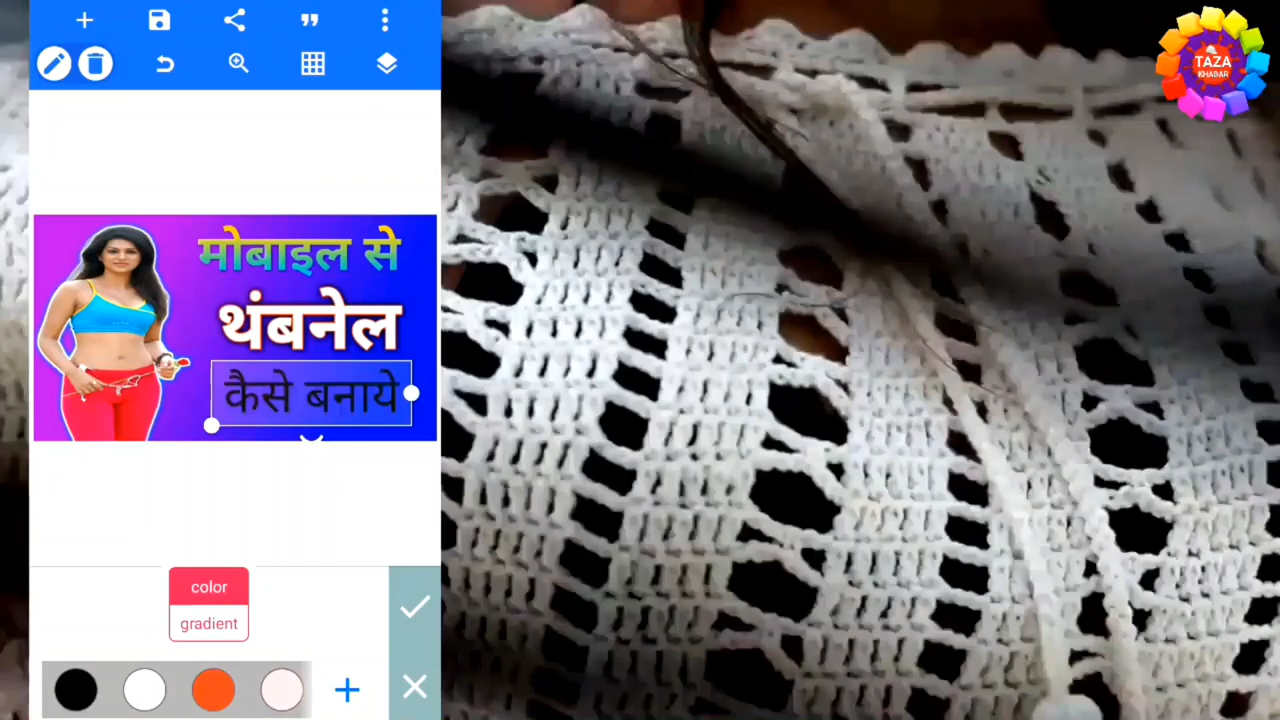 TAZA
KHABAR
मोबाइल से
थंबनेल
कैसे बनाये
color
gradient